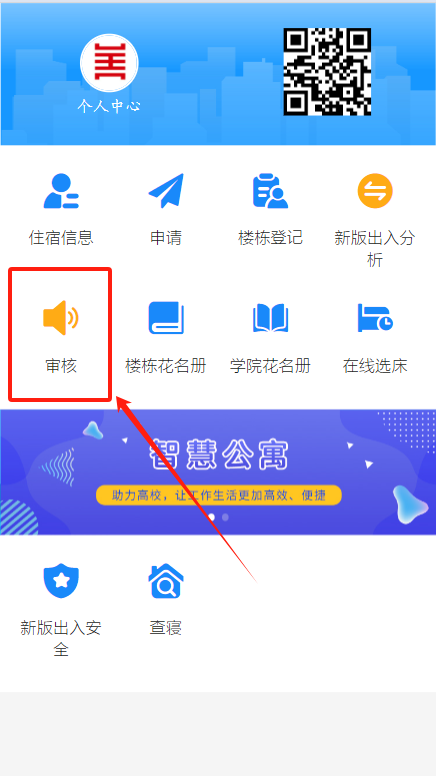 个人中心
住宿信息
申请
楼栋登记
新版出入分
析
审核
楼栋花名册
学院花名册
在线选床
智慧公寓
助力高校，让工作生活更加高效、便捷
新版出入安
全
查寝